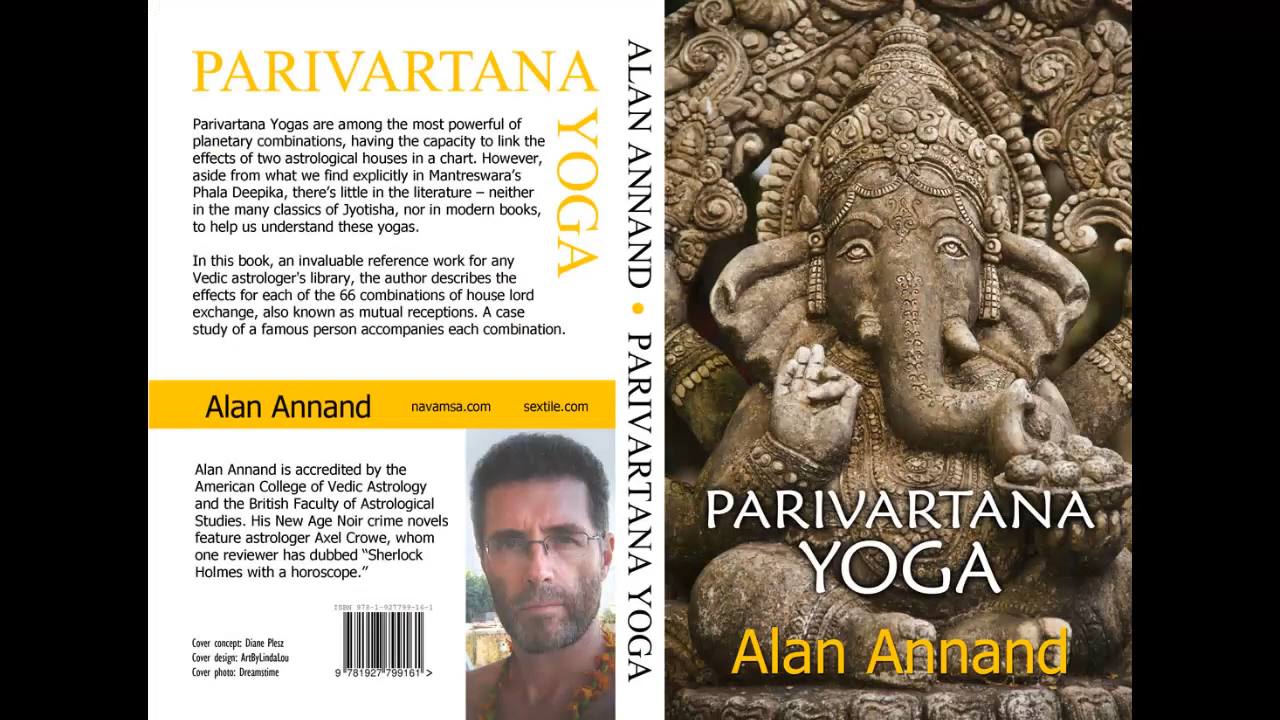 PARIVARTANA
YOGA
Parivartana Yogas are among the most powerful of
planetary combinations, having the capacity to link the
effects of two astrological houses in a chart. However,
aside from what we find explicitly in Mantreswara's
Phala Deepika, there's little in the literature – neither
in the many classics of Jyotisha, nor in modern books,
to help us understand these yogas.
In this book, an invaluable reference work for any
Vedic astrologer's library, the author describes the
effects for each of the 66 combinations of house lord
exchange, also known as mutual receptions. A case
study of a famous person accompanies each combination.
Alan Annand
navamsa.com
sextile.com
Alan Annand is accredited by the
American College of Vedic Astrology
and the British Faculty of Astrological
Studies. His New Age Noir crime novels
feature astrologer Axel Crowe, whom
one reviewer has dubbed “Sherlock
Holmes with a horoscope.”
ISBN 978-1-927799-16-1
9 781927 799161 >
Cover concept: Diane Plesz
Cover design: ArtByLindaLou
Cover photo: Dreamstime
ALAN ANNAND • PARIVARTANA YOGA
PARIVARTANA
YOGA
Alan Annand